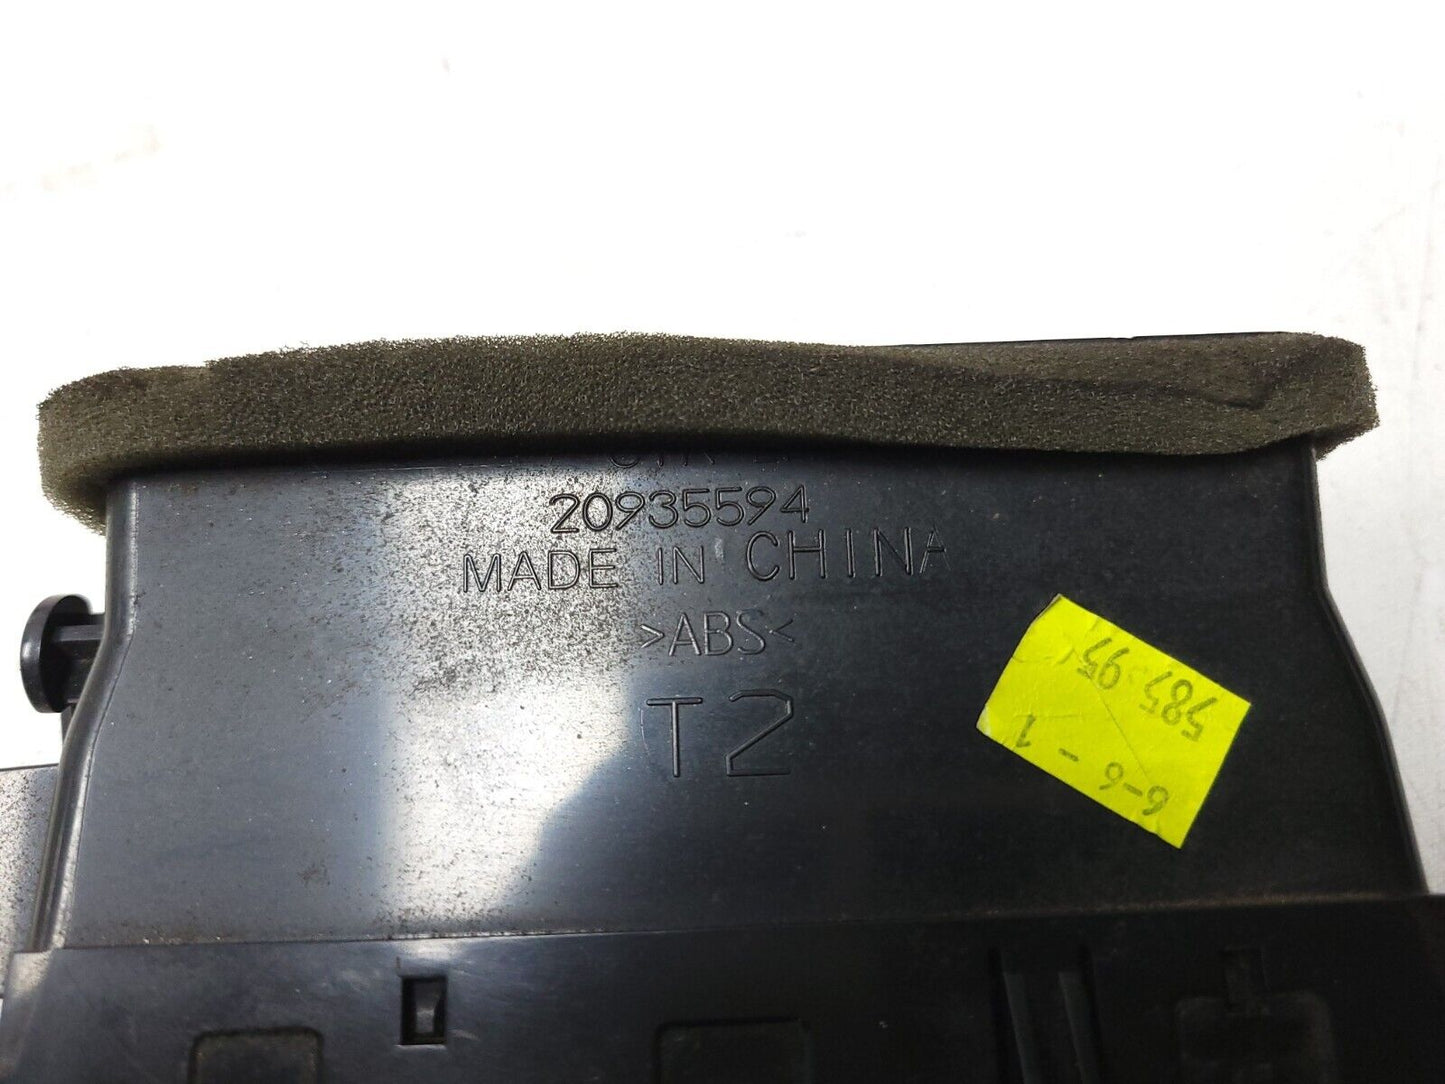 20935594
MADE IN CHINA
>ABS<
T2
585 95
6-6 - 1